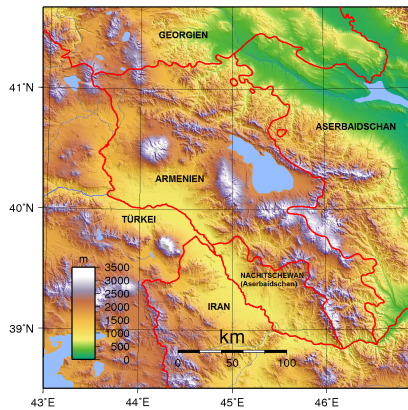 GEORGIEN
41°N
ASERBAIDSCHAN
ARMENIEN
40°N
TÜRKEI
m
3500
3000
2500
2000
1500
1000
500
0
NACHITSCHEWAN
(Aserbaidschan)
IRAN
km
0 50 100
39°N
43°E 44°E 45°E 46°E